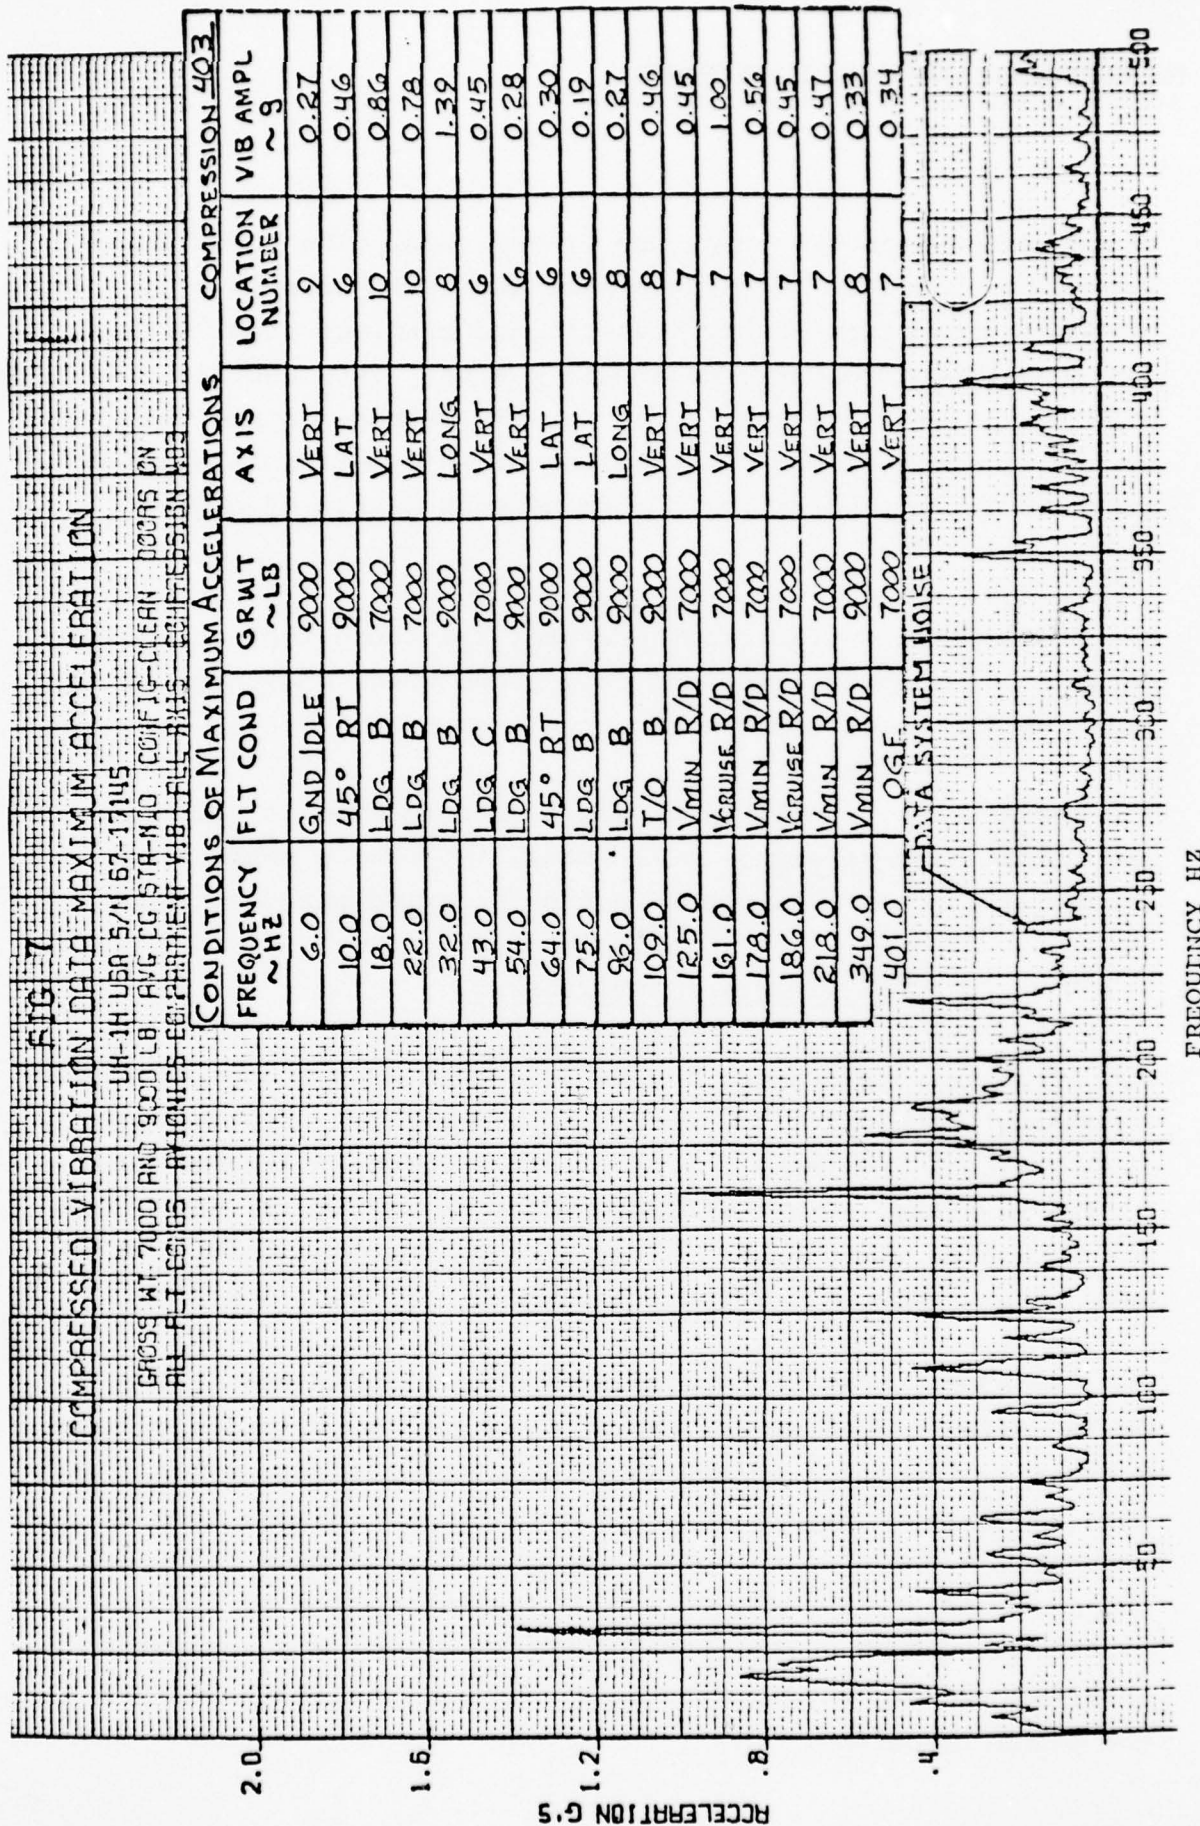 FIG 7
COMPRESSED VIBRATION DATA MAXIMUM ACCELERATION
UH-1H USA S/N 67-17145
GROSS WT 7000 AND 9000 LB AVG CG STA-MID CONFIG-CLEAN DOORS ON
ALL FLT AVIONICS COMPARTMENT VIB ALL AXIS COMPRESSION 403
CONDITIONS OF MAXIMUM ACCELERATIONS COMPRESSION 403
FREQUENCY ~HZ FLT COND GRWT ~LB AXIS LOCATION NUMBER VIB AMPL ~g
6.0 GND IDLE 9000 VERT 9 0.27
10.0 45° RT 9000 LAT 6 0.46
18.0 LDG B 7000 VERT 10 0.86
22.0 LDG B 7000 VERT 10 0.78
32.0 LDG B 9000 LONG 8 1.39
43.0 LDG C 7000 VERT 6 0.45
54.0 LDG B 9000 VERT 6 0.28
64.0 45° RT 9000 LAT 6 0.30
75.0 LDG B 9000 LAT 6 0.19
96.0 LDG B 9000 LONG 8 0.27
109.0 T/O B 9000 VERT 8 0.46
125.0 VMIN R/D 7000 VERT 7 0.45
161.0 VCRUISE R/D 7000 VERT 7 1.00
178.0 VMIN R/D 7000 VERT 7 0.56
186.0 VCRUISE R/D 7000 VERT 7 0.45
218.0 VMIN R/D 7000 VERT 7 0.47
349.0 VMIN R/D 9000 VERT 8 0.33
401.0 OGE 7000 VERT 7 0.34
DATA SYSTEM NOISE
2.0
1.6
1.2
.8
.4
ACCELERATION G'S
50 100 150 200 250 300 350 400 450 500
FREQUENCY HZ